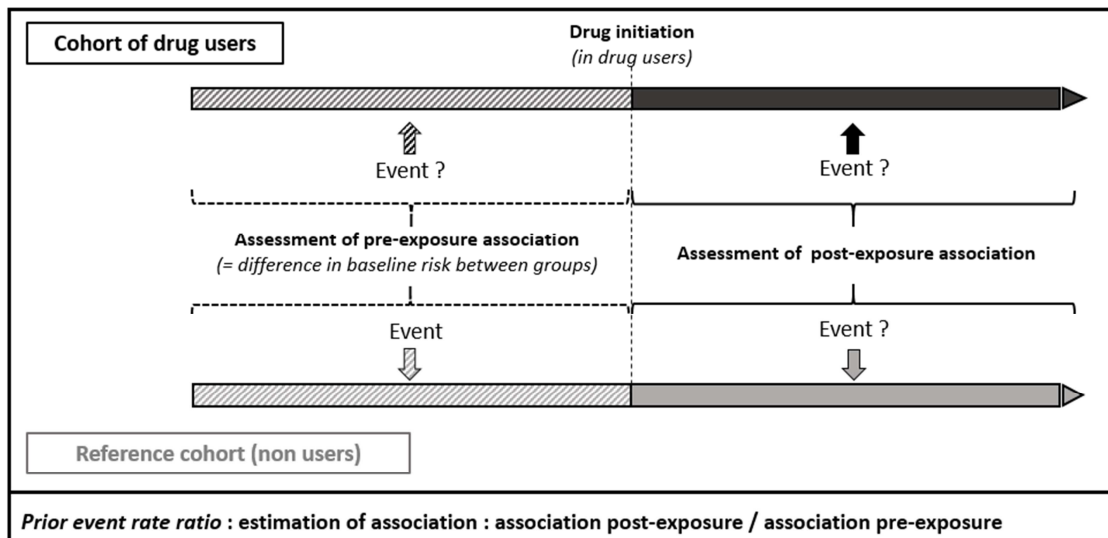 Cohort of drug users
Drug initiation
(in drug users)
Event ?
Event ?
Assessment of pre-exposure association
(= difference in baseline risk between groups)
Assessment of  post-exposure association
Event
Event ?
Reference cohort (non users)
Prior event rate ratio : estimation of association : association post-exposure / association pre-exposure